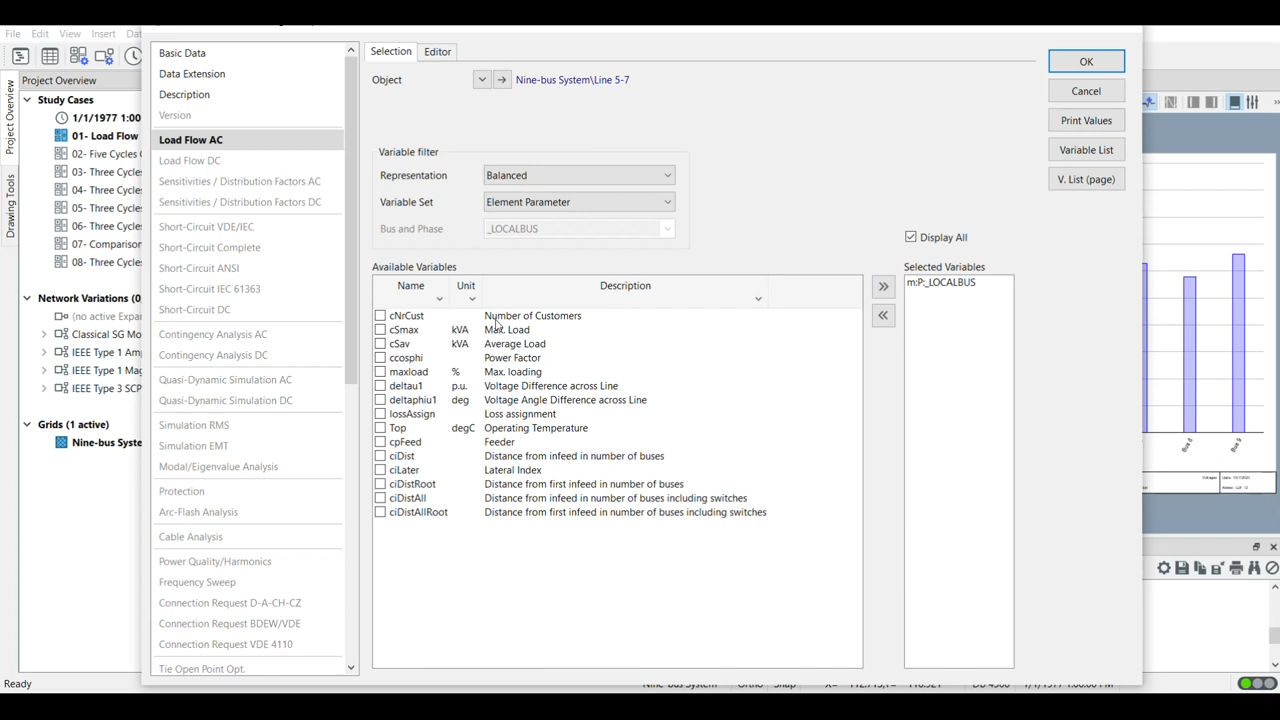 File Edit View Insert Dat
Project Overview
Drawing Tools
Project Overview
Study Cases
1/1/1977 1:00
01- Load Flow
02- Five Cycles
03- Three Cycle
04- Three Cycle
05- Three Cycle
06- Three Cycle
07- Comparison
08- Three Cycle
Network Variations (0
(no active Expan
Classical SG Mo
IEEE Type 1 Am
IEEE Type 1 Mag
IEEE Type 3 SCP
Grids (1 active)
Nine-bus Syste
Ready
Basic Data
Data Extension
Description
Version
Load Flow AC
Load Flow DC
Sensitivities / Distribution Factors AC
Sensitivities / Distribution Factors DC
Short-Circuit VDE/IEC
Short-Circuit Complete
Short-Circuit ANSI
Short-Circuit IEC 61363
Short-Circuit DC
Contingency Analysis AC
Contingency Analysis DC
Quasi-Dynamic Simulation AC
Quasi-Dynamic Simulation DC
Simulation RMS
Simulation EMT
Modal/Eigenvalue Analysis
Protection
Arc-Flash Analysis
Cable Analysis
Power Quality/Harmonics
Frequency Sweep
Connection Request D-A-CH-CZ
Connection Request BDEW/VDE
Connection Request VDE 4110
Tie Open Point Opt.
Selection Editor
Object Nine-bus System\Line 5-7
Variable filter
Representation Balanced
Variable Set Element Parameter
Bus and Phase _LOCALBUS
Available Variables
Name Unit Description
cNrCust Number of Customers
cSmax kVA Max. Load
cSav kVA Average Load
ccosphi Power Factor
maxload % Max. loading
deltau1 p.u. Voltage Difference across Line
deltaphiu1 deg Voltage Angle Difference across Line
lossAssign Loss assignment
Top degC Operating Temperature
cpFeed Feeder
ciDist Distance from infeed in number of buses
ciLater Lateral Index
ciDistRoot Distance from first infeed in number of buses
ciDistAll Distance from infeed in number of buses including switches
ciDistAllRoot Distance from first infeed in number of buses including switches
Display All
Selected Variables
m:P:_LOCALBUS
OK
Cancel
Print Values
Variable List
V. List (page)
Bus 8
Bus 9